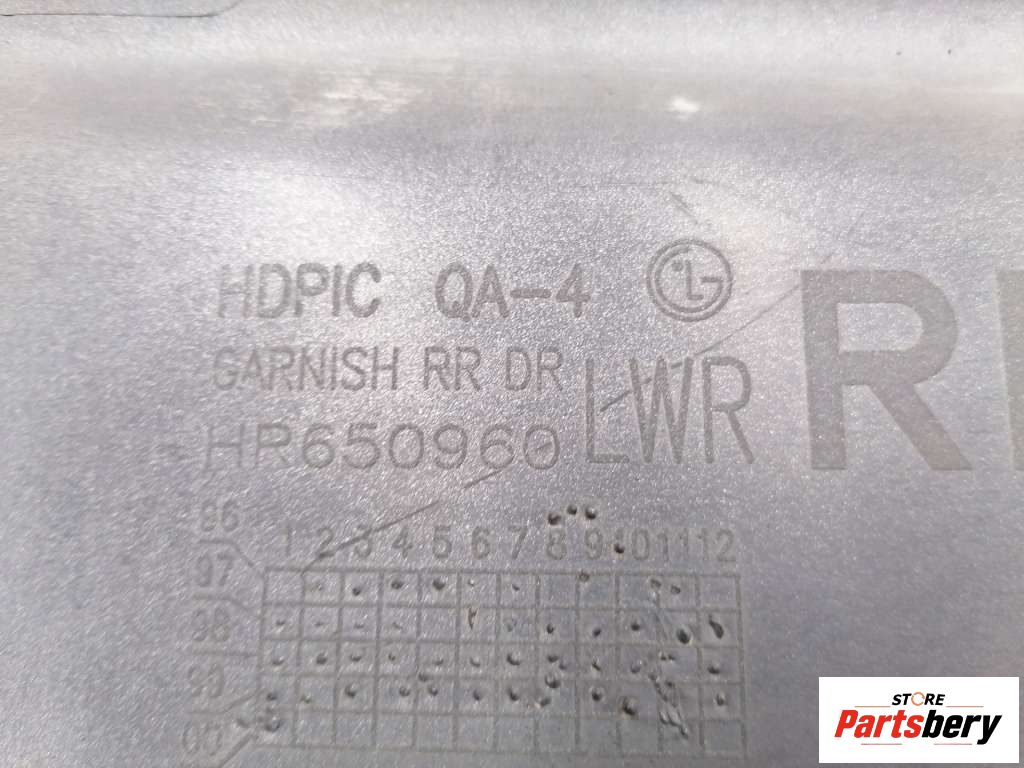 HDPIC QA-4 LG
GARNISH RR DR LWR
HR650960
96 1 2 3 4 5 6 7 8 9 10 11 12
97
98
99
00
STORE
Partsbery